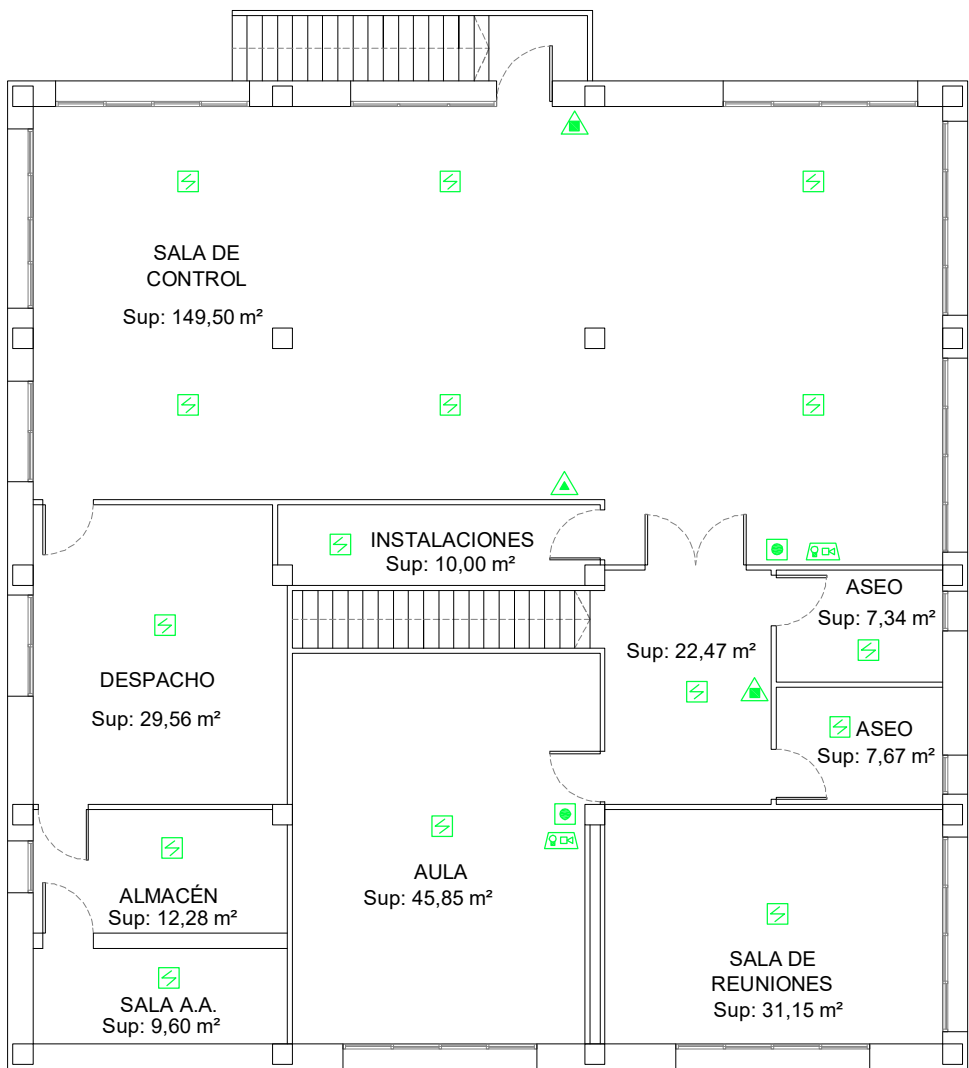 SALA DE
CONTROL
Sup: 149,50 m²
INSTALACIONES
Sup: 10,00 m²
ASEO
Sup: 7,34 m²
Sup: 22,47 m²
DESPACHO
Sup: 29,56 m²
ASEO
Sup: 7,67 m²
AULA
Sup: 45,85 m²
ALMACÉN
Sup: 12,28 m²
SALA DE
REUNIONES
Sup: 31,15 m²
SALA A.A.
Sup: 9,60 m²